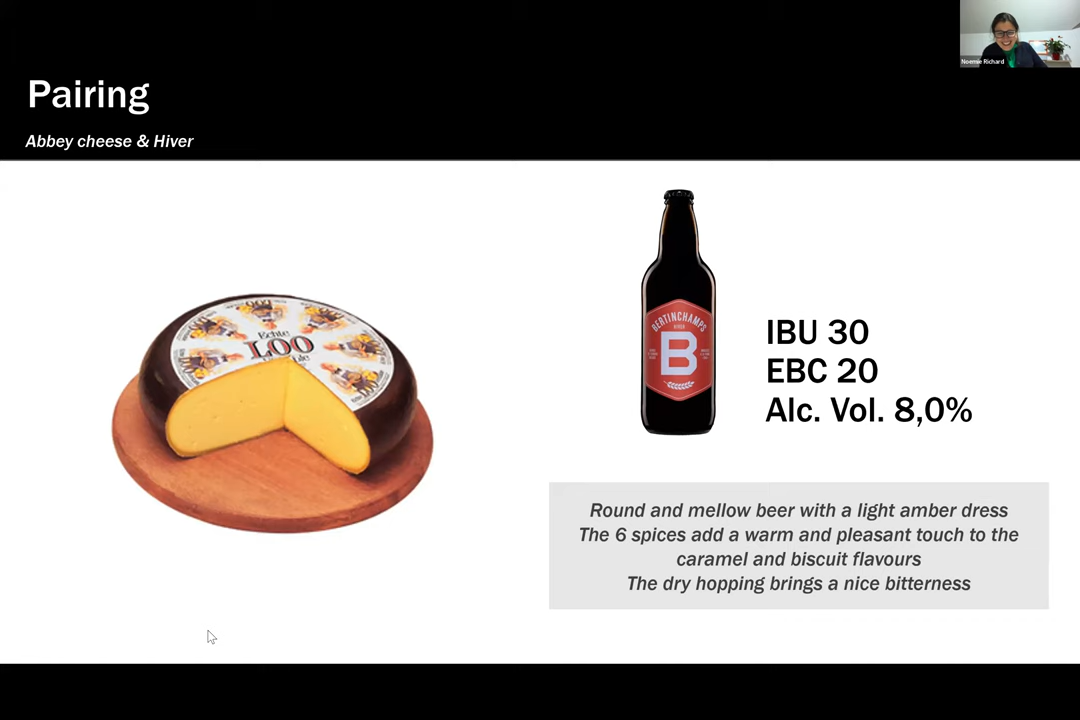 Noemie Richard
Pairing
Abbey cheese & Hiver
Echte
LOO
BERTINCHAMPS
HIVER
B
IBU 30
EBC 20
Alc. Vol. 8,0%
Round and mellow beer with a light amber dress
The 6 spices add a warm and pleasant touch to the
caramel and biscuit flavours
The dry hopping brings a nice bitterness